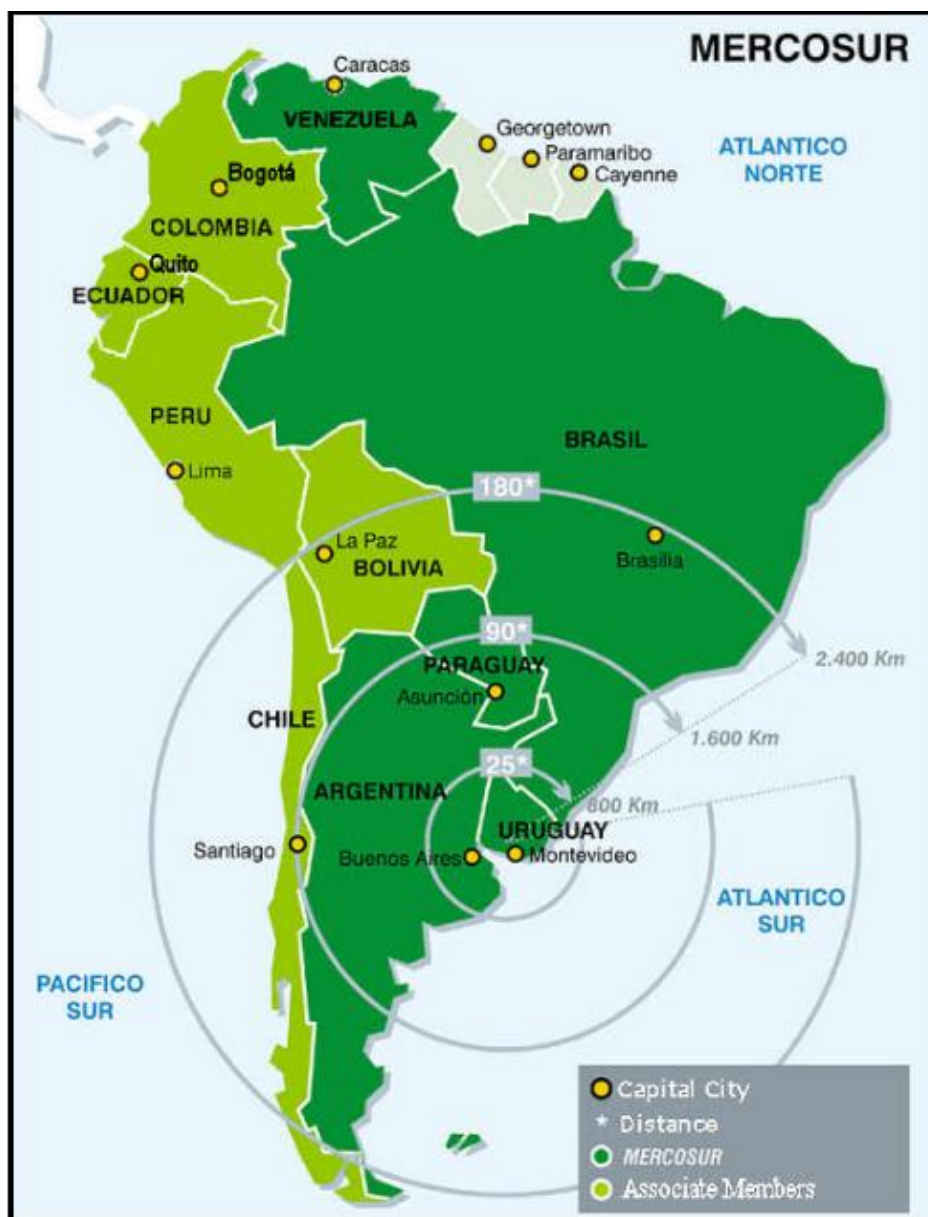 MERCOSUR
Caracas
VENEZUELA
Georgetown
Paramaribo
Cayenne
ATLANTICO
NORTE
Bogotá
COLOMBIA
Quito
ECUADOR
PERU
Lima
BRASIL
180*
La Paz
BOLIVIA
Brasilia
90*
PARAGUAY
Asunción
2.400 Km
CHILE
1.600 Km
25*
ARGENTINA
800 Km
URUGUAY
Santiago
Buenos Aires
Montevideo
ATLANTICO
SUR
PACIFICO
SUR
Capital City
* Distance
MERCOSUR
Associate Members